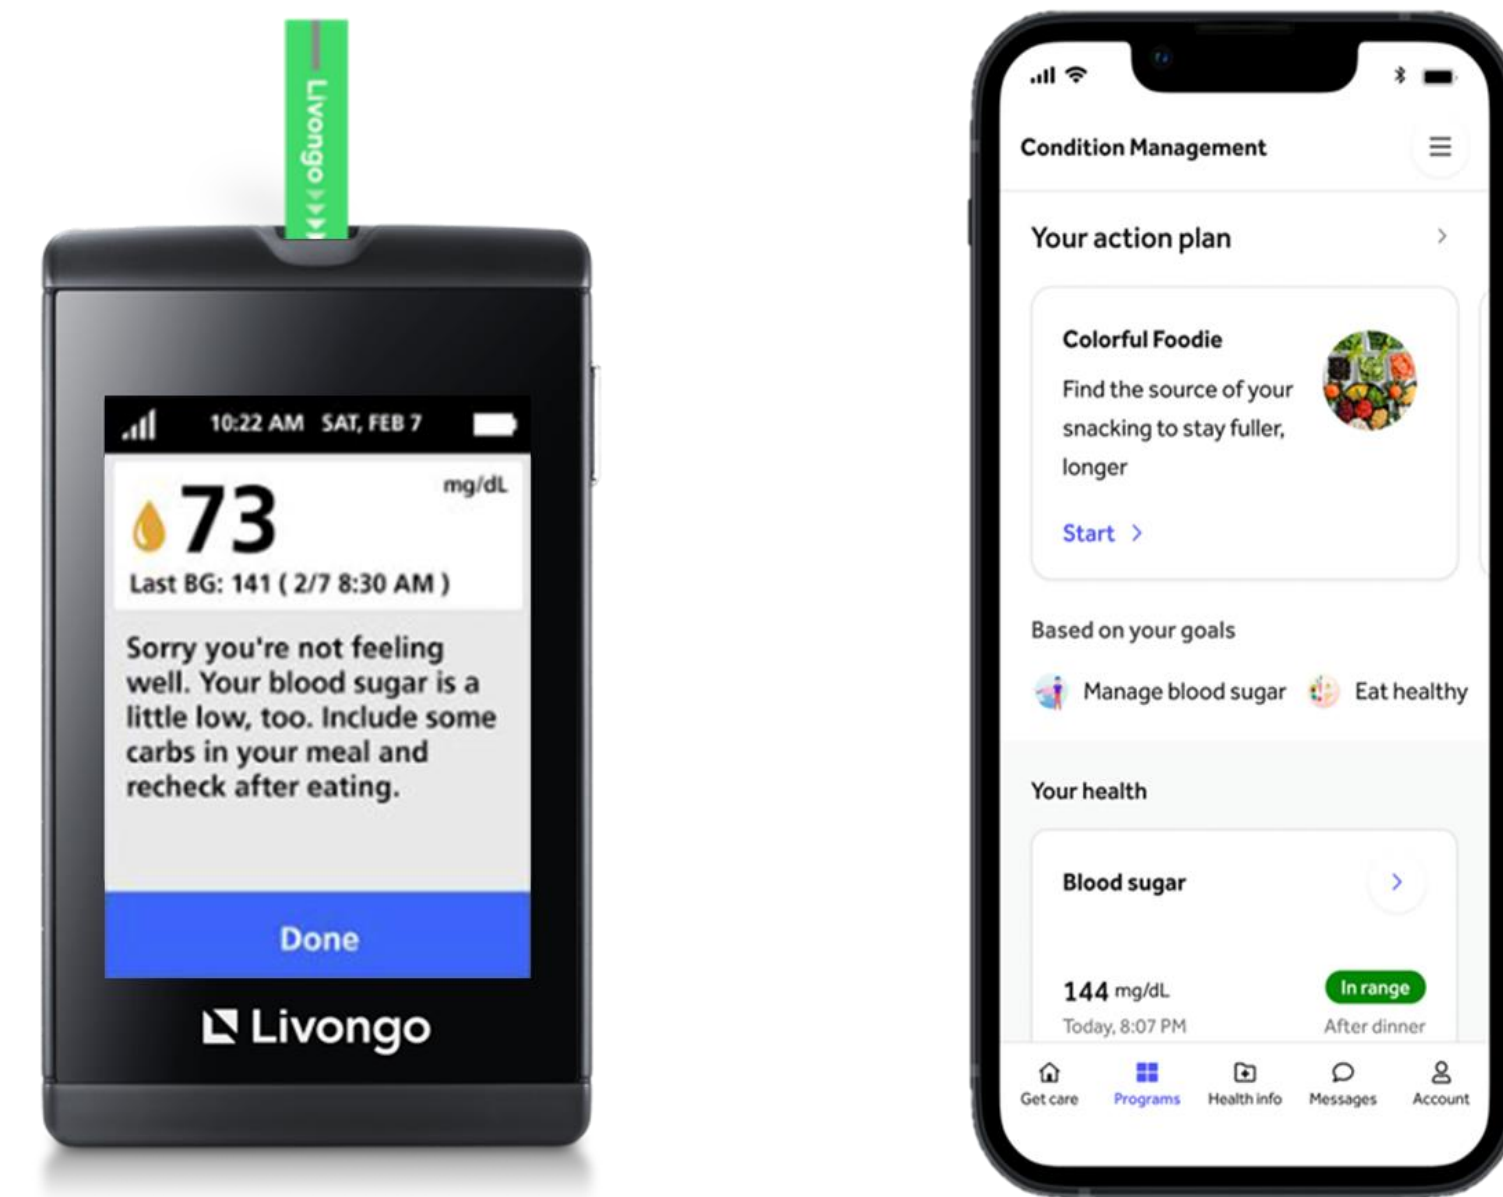 Livongo
10:22 AM SAT, FEB 7
73 mg/dL
Last BG: 141 ( 2/7 8:30 AM )
Sorry you're not feeling
well. Your blood sugar is a
little low, too. Include some
carbs in your meal and
recheck after eating.
Done
Livongo
Condition Management
Your action plan
Colorful Foodie
Find the source of your
snacking to stay fuller,
longer
Start
Based on your goals
Manage blood sugar
Eat healthy
Your health
Blood sugar
144 mg/dL
In range
Today, 8:07 PM
After dinner
Get care
Programs
Health info
Messages
Account